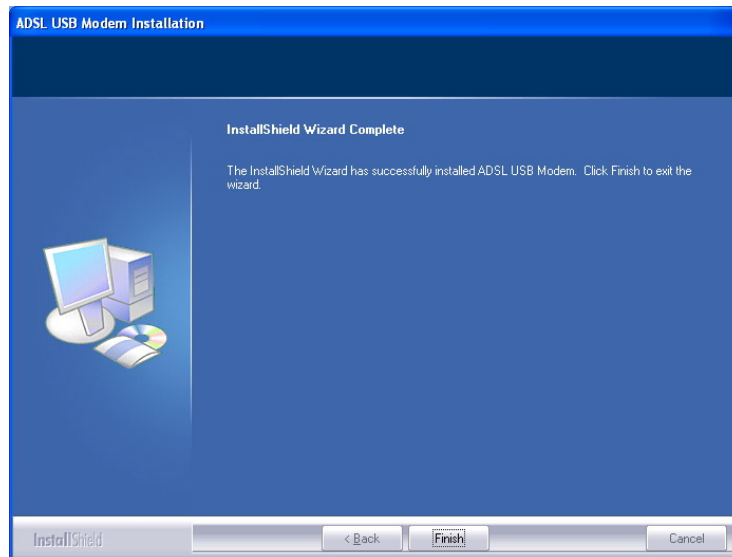 ADSL USB Modem Installation
InstallShield Wizard Complete
The InstallShield Wizard has successfully installed ADSL USB Modem. Click Finish to exit the
wizard.
InstallShield
< Back Finish Cancel